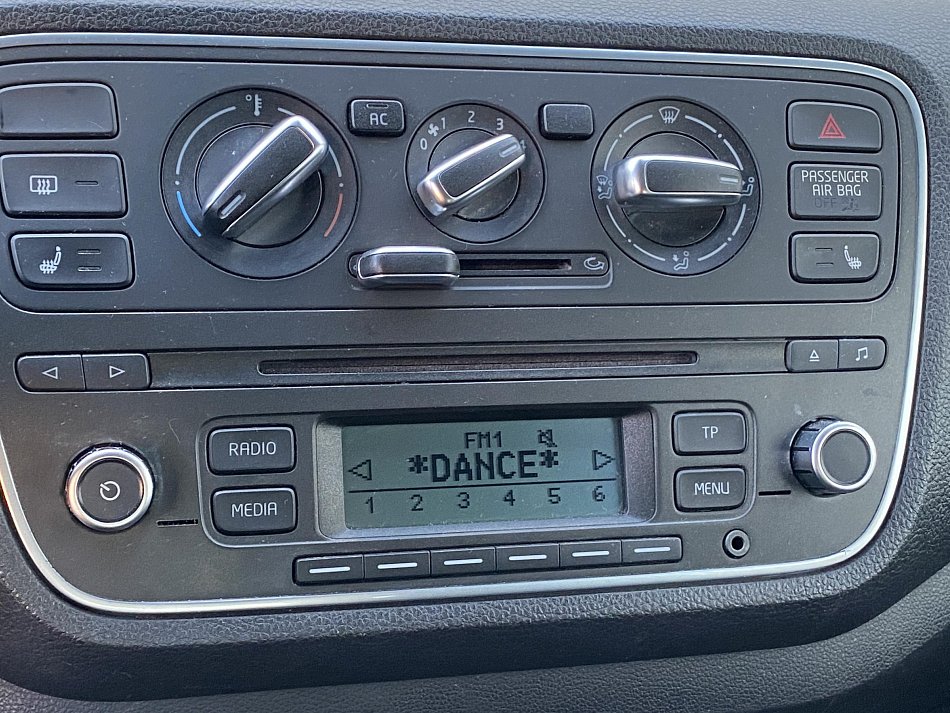 1 2 3
0 4
AC
PASSENGER
AIR BAG
OFF
RADIO
MEDIA
FM1
*DANCE*
1 2 3 4 5 6
TP
MENU